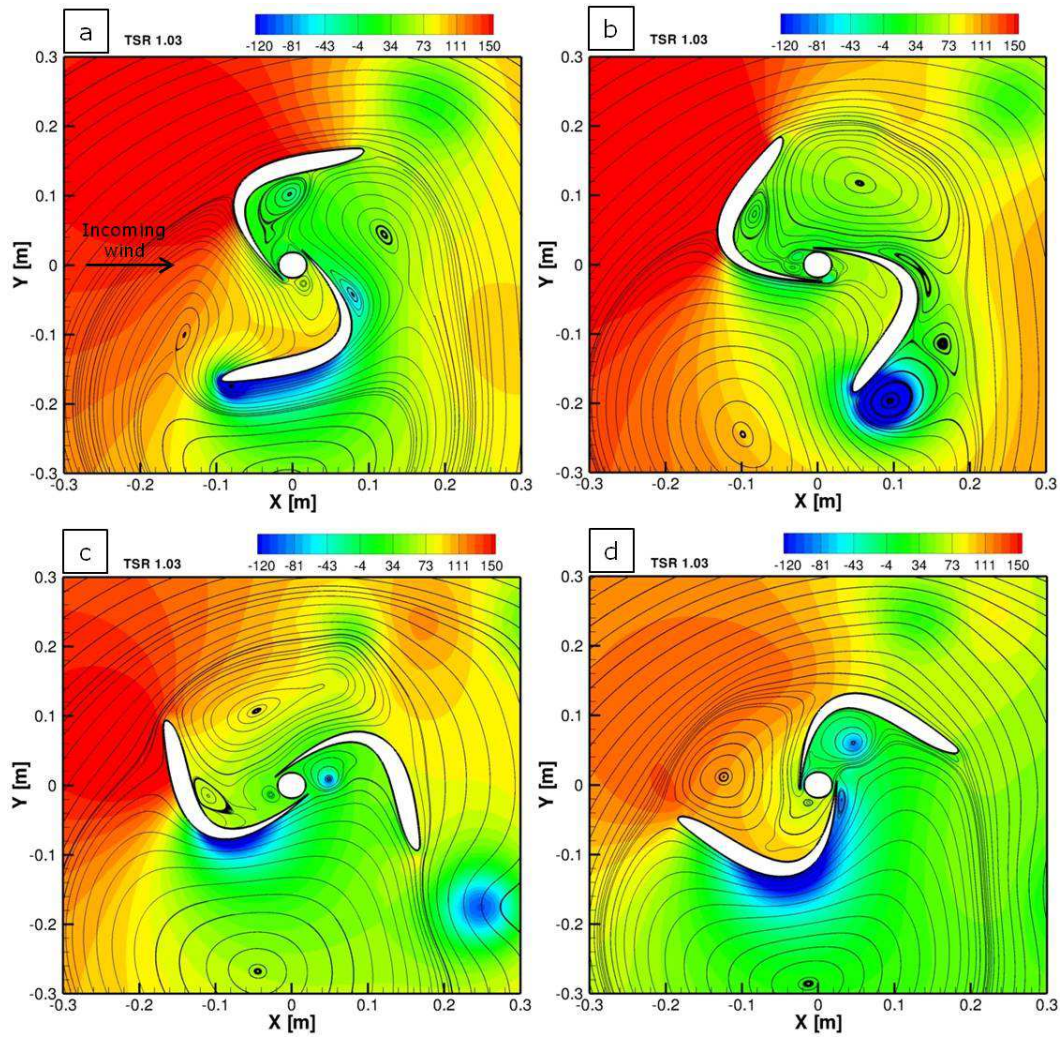 a
TSR 1.03
-120 -81 -43 -4 34 73 111 150
0.3
0.2
0.1
0
-0.1
-0.2
-0.3
Y [m]
Incoming
wind
-0.3 -0.2 -0.1 0 0.1 0.2 0.3
X [m]
b
TSR 1.03
-120 -81 -43 -4 34 73 111 150
0.3
0.2
0.1
0
-0.1
-0.2
-0.3
Y [m]
-0.3 -0.2 -0.1 0 0.1 0.2 0.3
X [m]
c
TSR 1.03
-120 -81 -43 -4 34 73 111 150
0.3
0.2
0.1
0
-0.1
-0.2
-0.3
Y [m]
-0.3 -0.2 -0.1 0 0.1 0.2 0.3
X [m]
d
TSR 1.03
-120 -81 -43 -4 34 73 111 150
0.3
0.2
0.1
0
-0.1
-0.2
-0.3
Y [m]
-0.3 -0.2 -0.1 0 0.1 0.2 0.3
X [m]